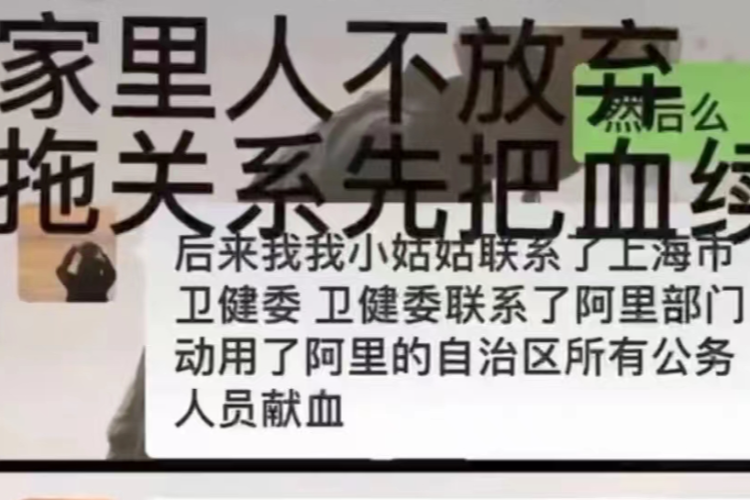 家里人不放弃
然后么
拖关系先把血续
后来我我小姑姑联系了上海市
卫健委 卫健委联系了阿里部门
动用了阿里的自治区所有公务
人员献血